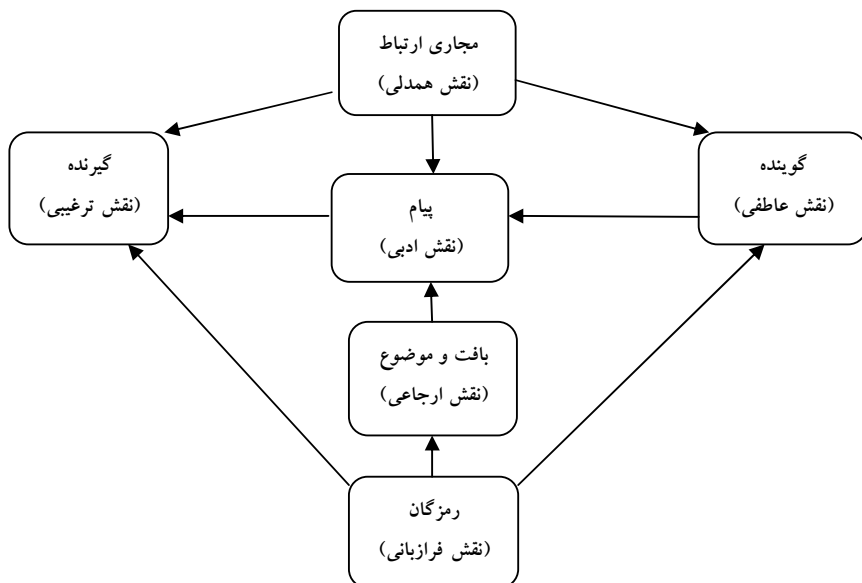 مجاری ارتباط
(نقش همدلی)
گوینده
(نقش عاطفی)
پیام
(نقش ادبی)
گیرنده
(نقش ترغیبی)
بافت و موضوع
(نقش ارجاعی)
رمزگان
(نقش فرازبانی)